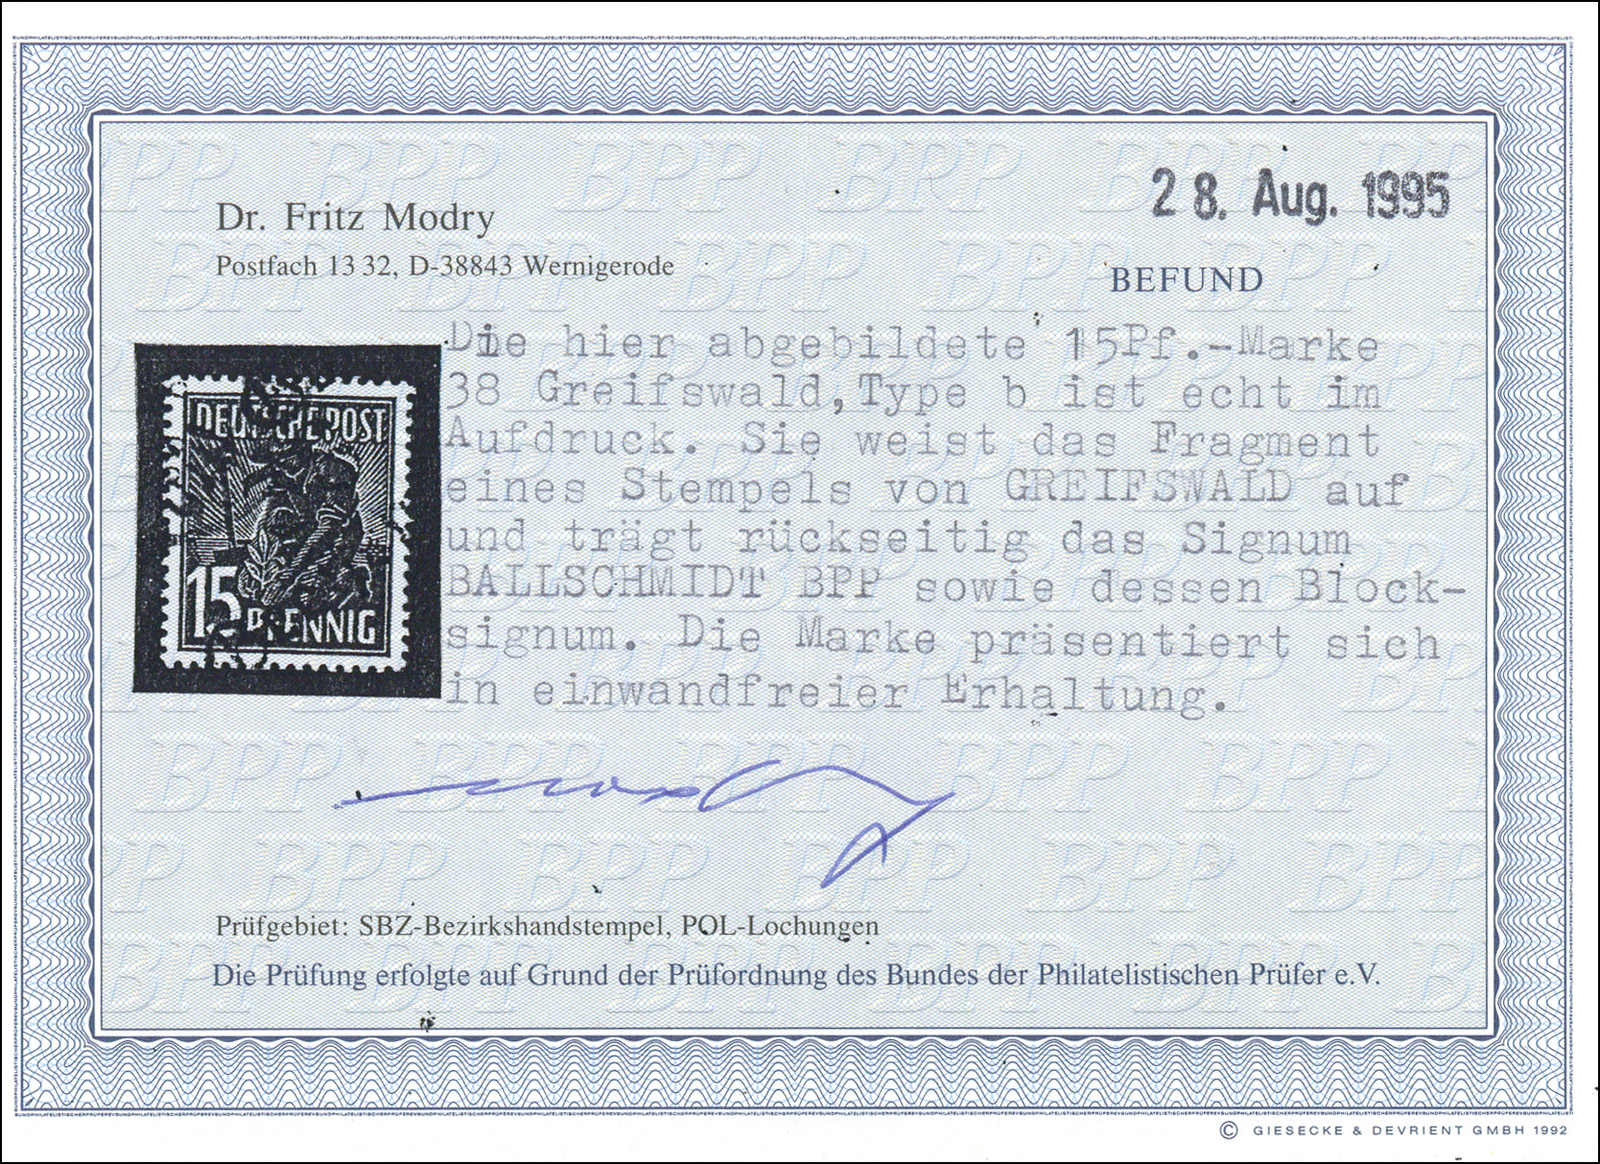 28. Aug. 1995
Dr. Fritz Modry
Postfach 13 32, D-38843 Wernigerode
BEFUND
Die hier abgebildete 15Pf.-Marke
38 Greifswald,Type b ist echt im
Aufdruck. Sie weist das Fragment
eines Stempels von GREIFSWALD auf
und trägt rückseitig das Signum
BALLSCHMIDT BPP sowie dessen Block-
signum. Die Marke präsentiert sich
in einwandfreier Erhaltung.
DEUTSCHE POST
15 PFENNIG
Prüfgebiet: SBZ-Bezirkshandstempel, POL-Lochungen
Die Prüfung erfolgte auf Grund der Prüfordnung des Bundes der Philatelistischen Prüfer e.V.
© GIESECKE & DEVRIENT GMBH 1992